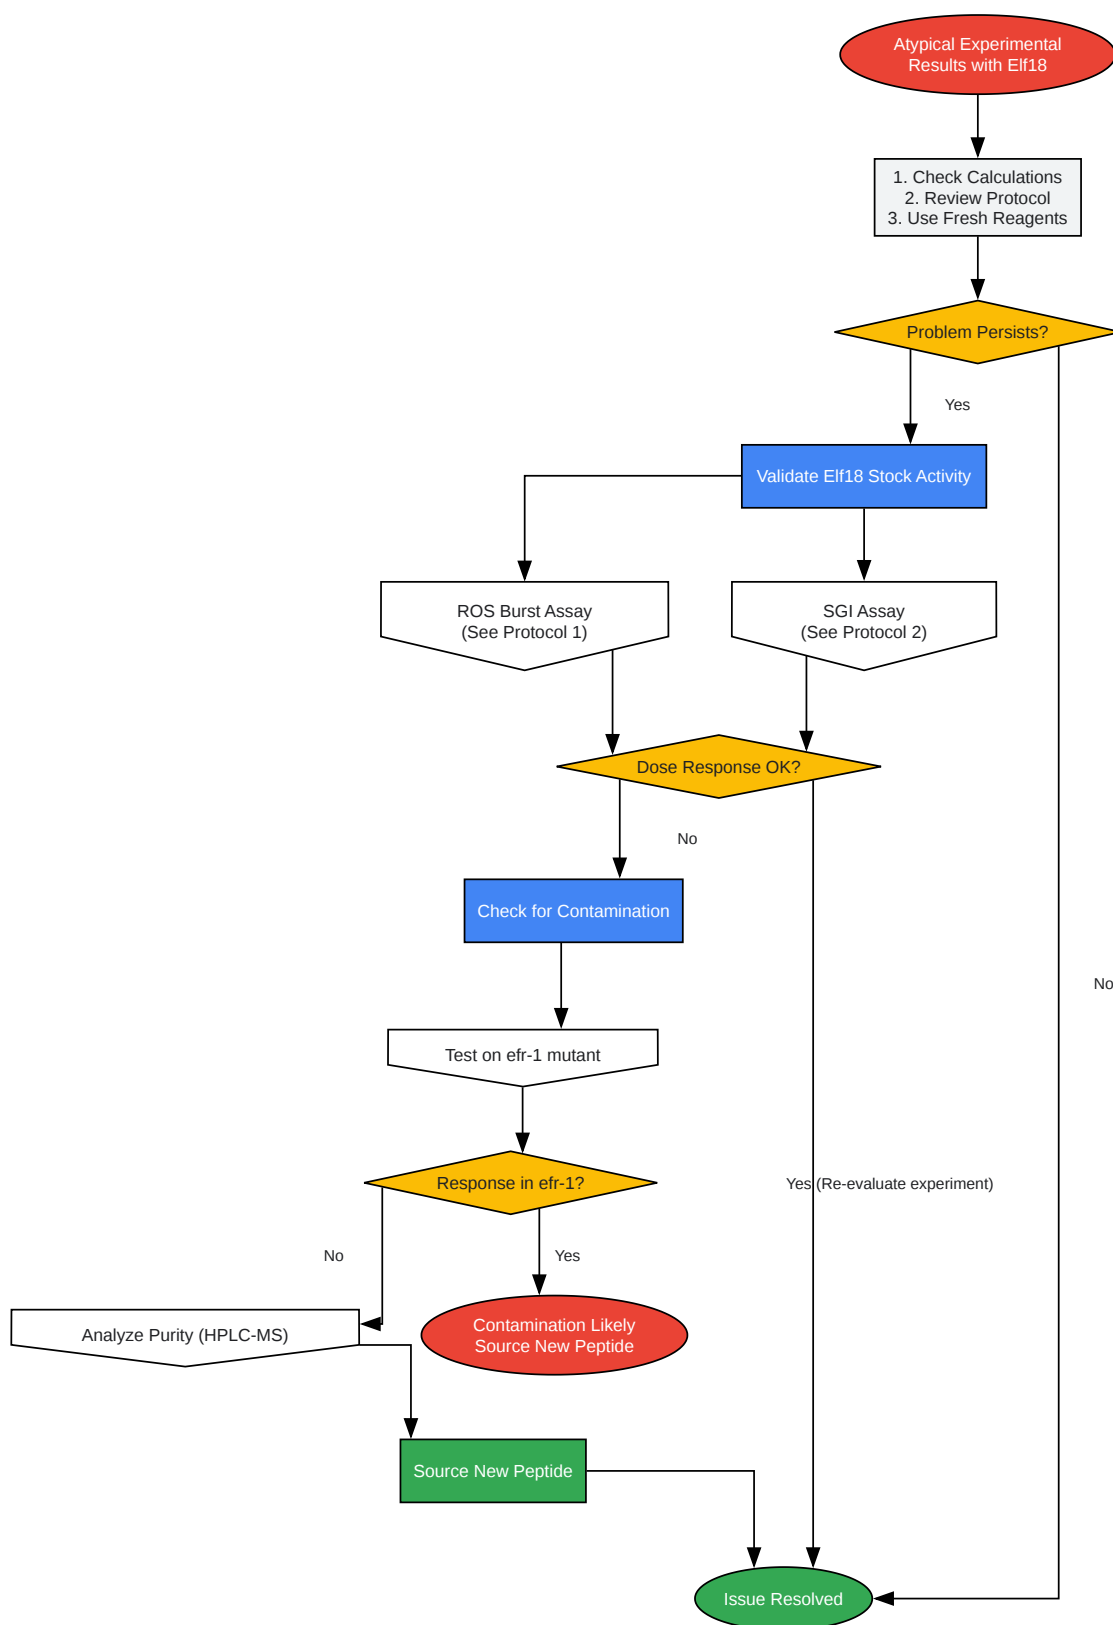 Atypical Experimental
Results with Elf18
1. Check Calculations
2. Review Protocol
3. Use Fresh Reagents
Problem Persists?
Yes
Validate Elf18 Stock Activity
ROS Burst Assay
(See Protocol 1)
SGI Assay
(See Protocol 2)
Dose Response OK?
No
Check for Contamination
No
Test on efr-1 mutant
Response in efr-1?
Yes (Re-evaluate experiment)
No
Yes
Analyze Purity (HPLC-MS)
Contamination Likely
Source New Peptide
Source New Peptide
Issue Resolved